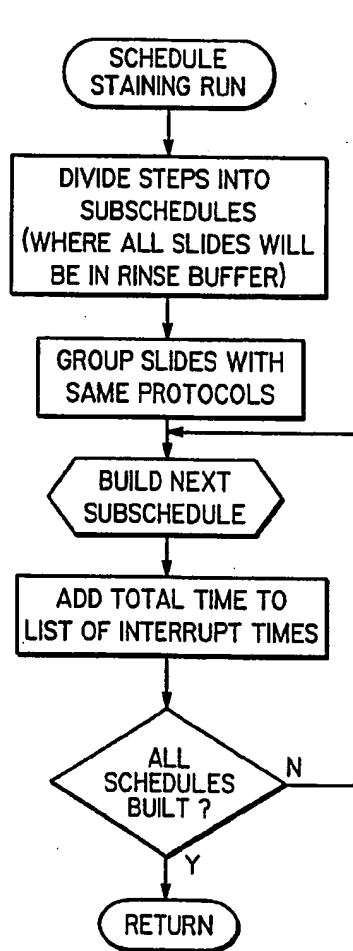 SCHEDULE
STAINING RUN
DIVIDE STEPS INTO
SUBSCHEDULES
(WHERE ALL SLIDES WILL
BE IN RINSE BUFFER)
GROUP SLIDES WITH
SAME PROTOCOLS
BUILD NEXT
SUBSCHEDULE
ADD TOTAL TIME TO
LIST OF INTERRUPT TIMES
ALL
SCHEDULES
BUILT ?
N
Y
RETURN